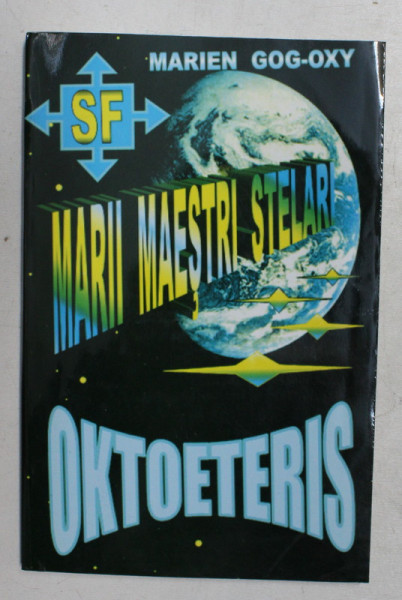 MARIEN GOG-OXY
SF
MARII MAEȘTRI STELARI
OKTOETERIS